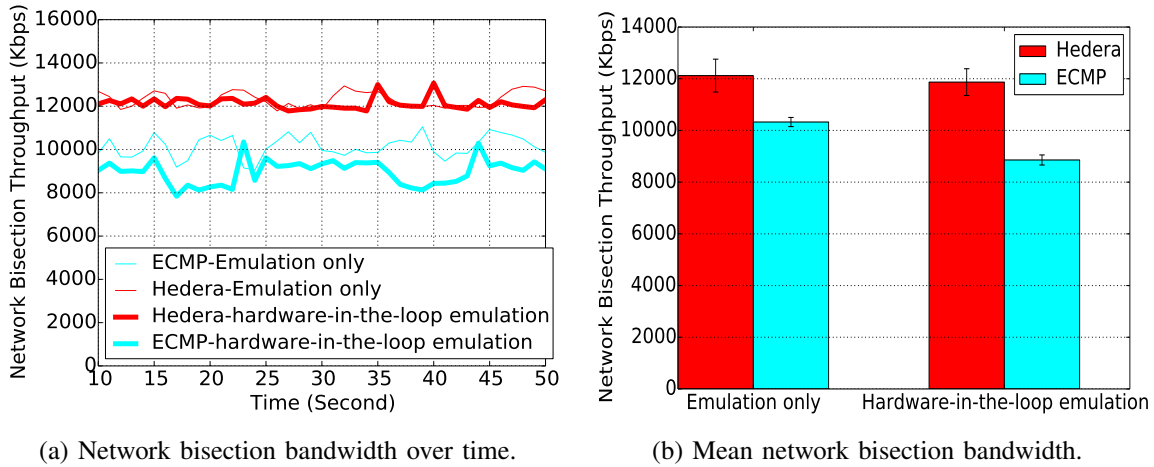 Network Bisection Throughput (Kbps)
16000
14000
12000
10000
8000
6000
4000
2000
0
10 15 20 25 30 35 40 45 50
Time (Second)
ECMP-Emulation only
Hedera-Emulation only
Hedera-hardware-in-the-loop emulation
ECMP-hardware-in-the-loop emulation
(a) Network bisection bandwidth over time.
Network Bisection Throughput (Kbps)
14000
12000
10000
8000
6000
4000
2000
0
Hedera
ECMP
Emulation only
Hardware-in-the-loop emulation
(b) Mean network bisection bandwidth.